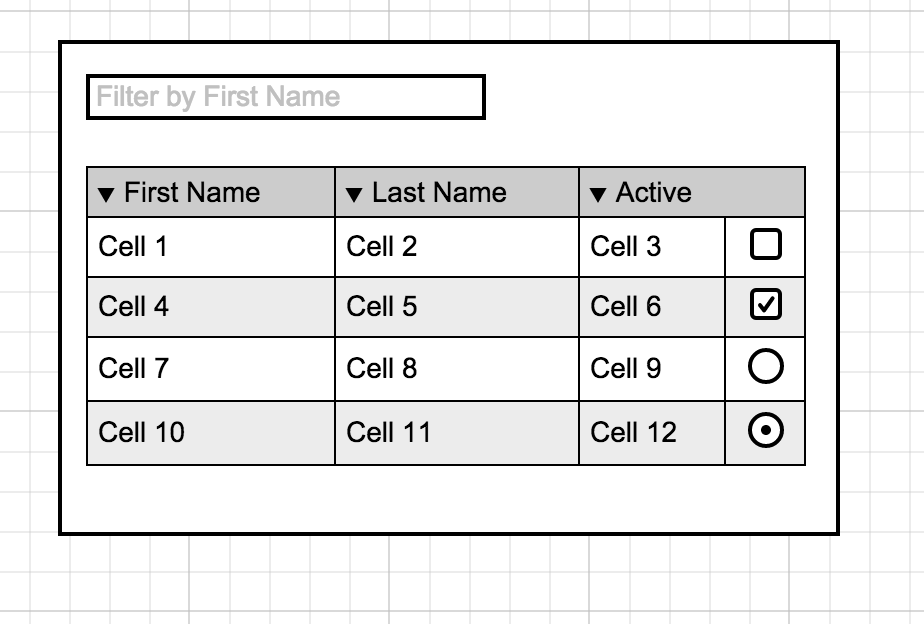 Filter by First Name
▼ First Name ▼ Last Name ▼ Active
Cell 1 Cell 2 Cell 3
Cell 4 Cell 5 Cell 6
Cell 7 Cell 8 Cell 9
Cell 10 Cell 11 Cell 12